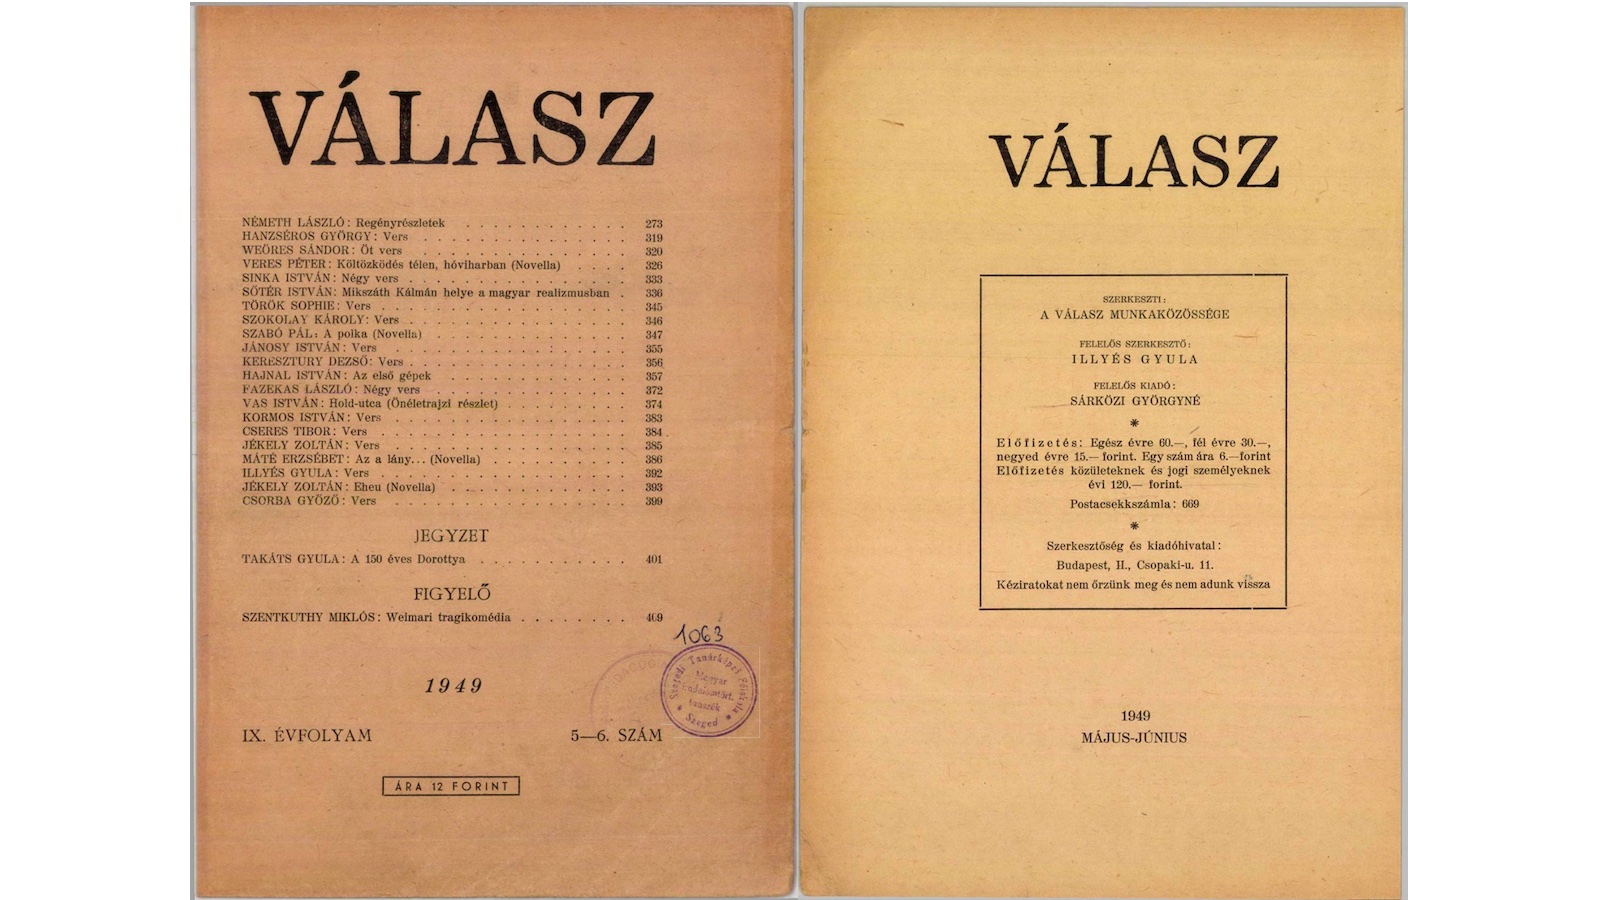 VÁLASZ
NÉMETH LÁSZLÓ: Regényrészletek . . . . . . . . . . . 273
HANZSÉROS GYÖRGY: Vers . . . . . . . . . . . . . 319
WEÖRES SÁNDOR: Öt vers . . . . . . . . . . . . . 320
VERES PÉTER: Költözködés télen, hóviharban (Novella) . . . . 326
SINKA ISTVÁN: Négy vers . . . . . . . . . . . . . 333
SŐTÉR ISTVÁN: Mikszáth Kálmán helye a magyar realizmusban . 336
TÖRÖK SOPHIE: Vers . . . . . . . . . . . . . . . 345
SZOKOLAY KÁROLY: Vers . . . . . . . . . . . . . 346
SZABÓ PÁL: A polka (Novella) . . . . . . . . . . . . 347
JÁNOSY ISTVÁN: Vers . . . . . . . . . . . . . . 355
KERESZTURY DEZSŐ: Vers . . . . . . . . . . . . . 356
HAJNAL ISTVÁN: Az első gépek . . . . . . . . . . . 357
FAZEKAS LÁSZLÓ: Négy vers . . . . . . . . . . . . 372
VAS ISTVÁN: Hold-utca (Önéletrajzi részlet) . . . . . . . 374
KORMOS ISTVÁN: Vers . . . . . . . . . . . . . . 383
CSERES TIBOR: Vers . . . . . . . . . . . . . . . 384
JÉKELY ZOLTÁN: Vers . . . . . . . . . . . . . . 385
MÁTÉ ERZSÉBET: Az a lány... (Novella) . . . . . . . . 386
ILLYÉS GYULA: Vers . . . . . . . . . . . . . . . 392
JÉKELY ZOLTÁN: Eheu (Novella) . . . . . . . . . . . 393
CSORBA GYŐZŐ: Vers . . . . . . . . . . . . . . . 399
JEGYZET
TAKÁTS GYULA: A 150 éves Dorottya . . . . . . . . . . 401
FIGYELŐ
SZENTKUTHY MIKLÓS: Weimari tragikomédia . . . . . . . . 409
1063
Szegedi Tanárképző Főiskola
Magyar
irodalomtört.
tanszék
* Szeged *
1949
IX. ÉVFOLYAM 5—6. SZÁM
ÁRA 12 FORINT
VÁLASZ
SZERKESZTI:
A VÁLASZ MUNKAKÖZÖSSÉGE
FELELŐS SZERKESZTŐ:
ILLYÉS GYULA
FELELŐS KIADÓ:
SÁRKÖZI GYÖRGYNÉ
*
Előfizetés: Egész évre 60.—, fél évre 30.—,
negyed évre 15.— forint. Egy szám ára 6.—forint
Előfizetés közületeknek és jogi személyeknek
évi 120.— forint.
Postacsekkszámla: 669
*
Szerkesztőség és kiadóhivatal:
Budapest, II., Csopaki-u. 11.
Kéziratokat nem őrzünk meg és nem adunk vissza
1949
MÁJUS-JÚNIUS